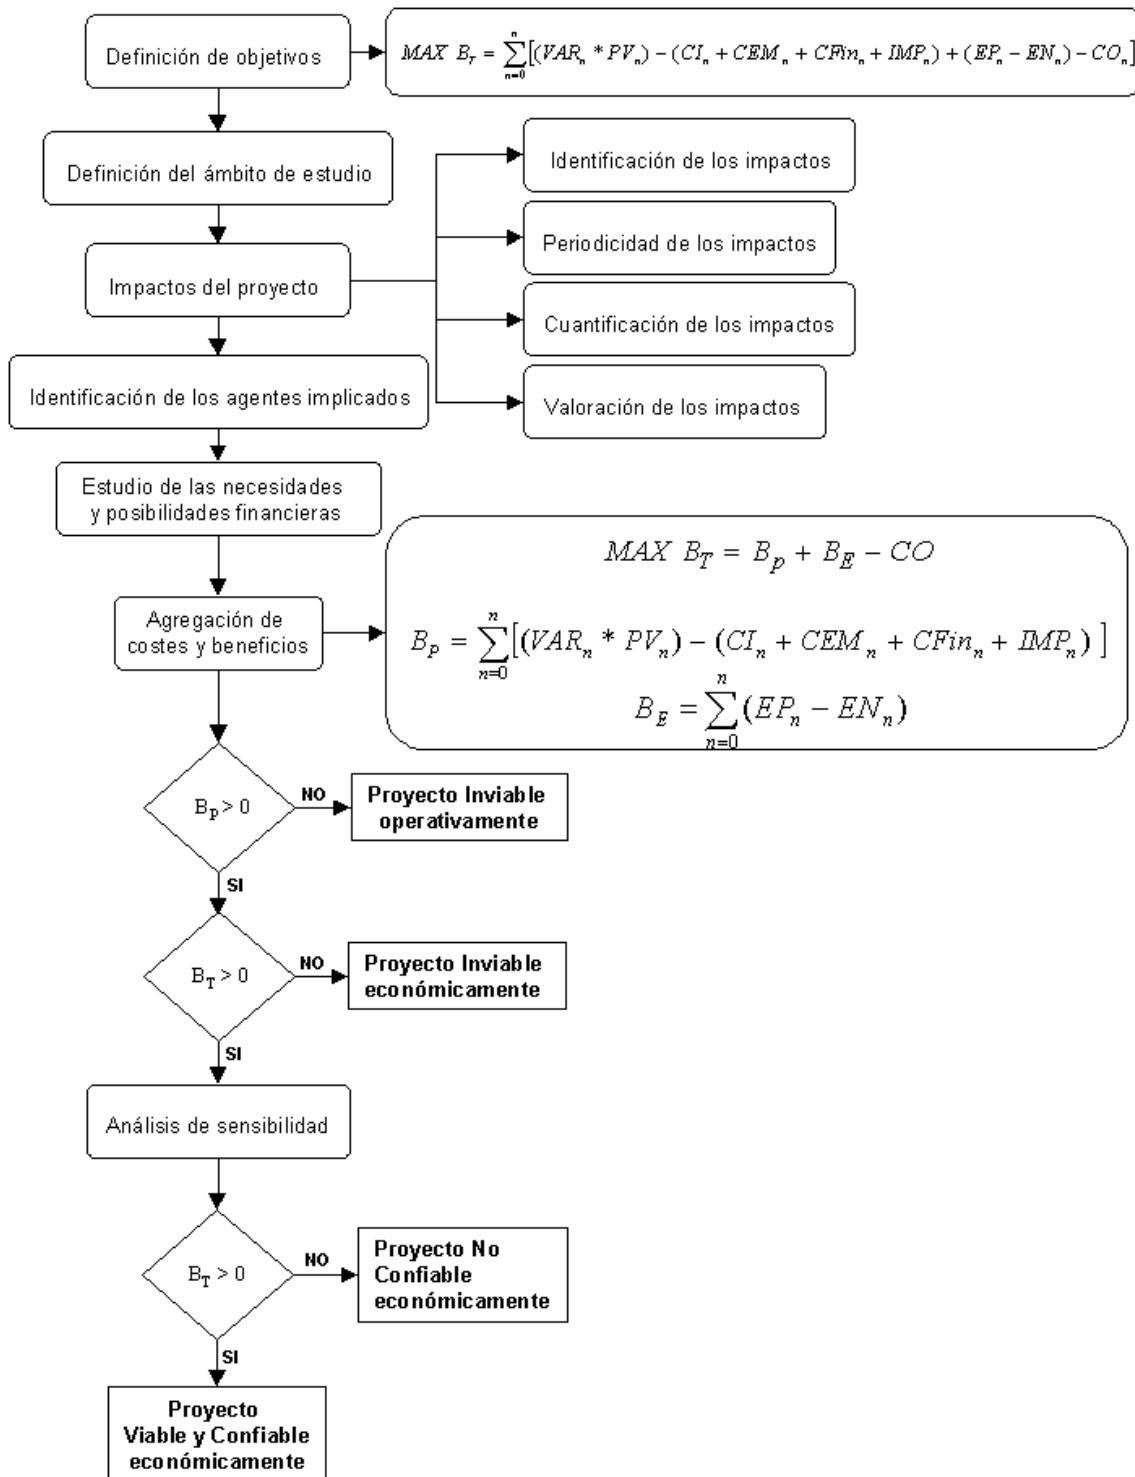 Definición de objetivos
MAX B_T = \sum_{n=0}^{n} [(VAR_n * PV_n) - (CI_n + CEM_n + CFin_n + IMP_n) + (EP_n - EN_n) - CO_n]
Definición del ámbito de estudio
Identificación de los impactos
Periodicidad de los impactos
Impactos del proyecto
Cuantificación de los impactos
Identificación de los agentes implicados
Valoración de los impactos
Estudio de las necesidades
y posibilidades financieras
MAX B_T = B_p + B_E - CO
Agregación de
costes y beneficios
B_p = \sum_{n=0}^{n} [(VAR_n * PV_n) - (CI_n + CEM_n + CFin_n + IMP_n) ]
B_E = \sum_{n=0}^{n} (EP_n - EN_n)
B_P > 0
NO
Proyecto Inviable
operativamente
SI
B_T > 0
NO
Proyecto Inviable
económicamente
SI
Análisis de sensibilidad
B_T > 0
NO
Proyecto No
Confiable
económicamente
SI
Proyecto
Viable y Confiable
económicamente